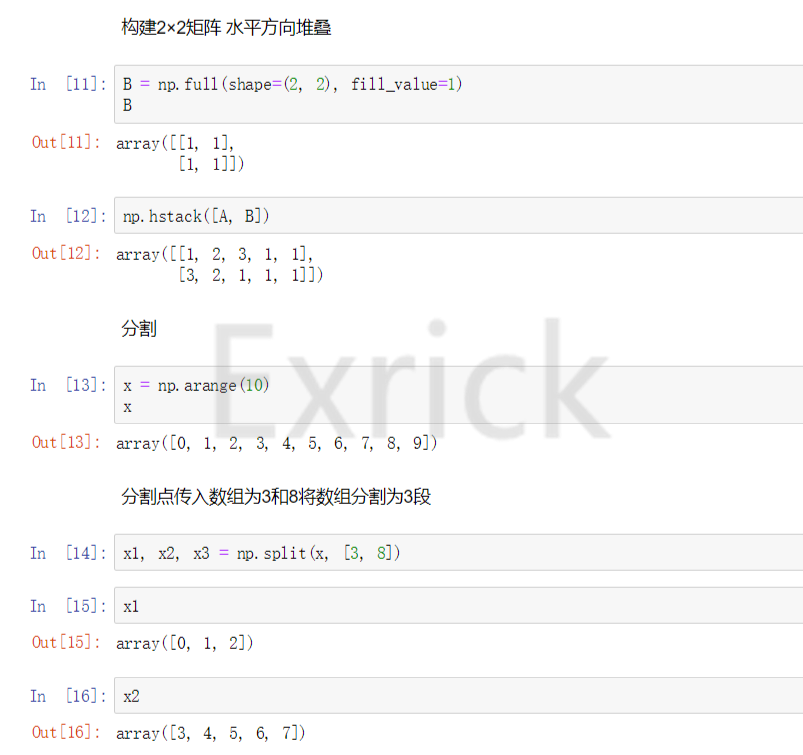 构建2×2矩阵 水平方向堆叠
In [11]: B = np.full(shape=(2, 2), fill_value=1)
B
Out[11]: array([[1, 1],
[1, 1]])
In [12]: np.hstack([A, B])
Out[12]: array([[1, 2, 3, 1, 1],
[3, 2, 1, 1, 1]])
分割
Exrick
In [13]: x = np.arange(10)
x
Out[13]: array([0, 1, 2, 3, 4, 5, 6, 7, 8, 9])
分割点传入数组为3和8将数组分割为3段
In [14]: x1, x2, x3 = np.split(x, [3, 8])
In [15]: x1
Out[15]: array([0, 1, 2])
In [16]: x2
Out[16]: array([3, 4, 5, 6, 7])